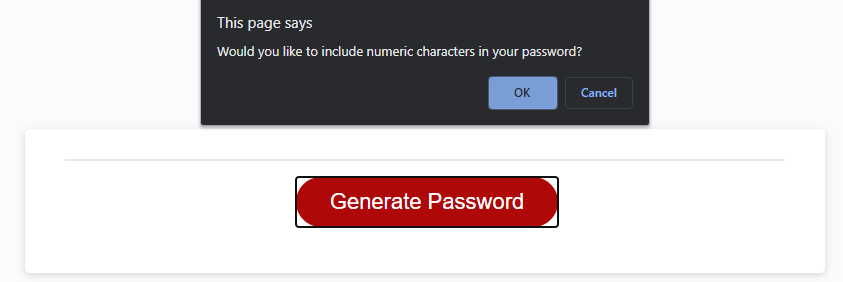 This page says
Would you like to include numeric characters in your password?
OK
Cancel
Generate Password